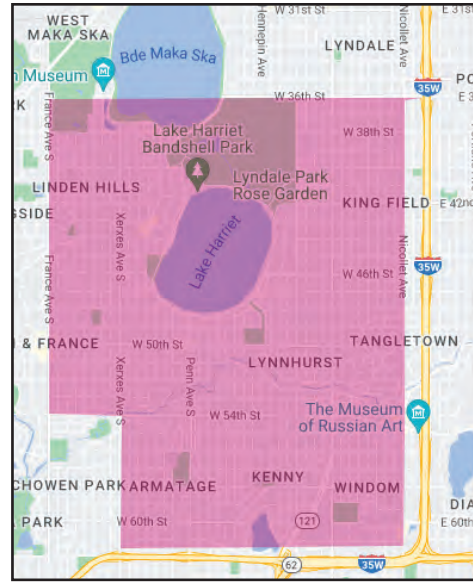 WEST
MAKA SKA
Bde Maka Ska
Hennepin Ave
W 31st St
Nicollet Ave
E 31
LYNDALE
n Museum
35W
PO
W 36th St
E 3
RK
France Ave S
Lake Harriet
Bandshell Park
W 38th St
LINDEN HILLS
Lyndale Park
Rose Garden
KING FIELD
E 42nd
GSIDE
Xerxes Ave S
Lake Harriet
Nicollet Ave
France Ave S
W 46th St
35W
N & FRANCE
W 50th St
TANGLETOWN
LYNNHURST
Xerxes Ave S
Penn Ave S
W 54th St
The Museum
of Russian Art
CHOWEN PARK
ARMATAGE
KENNY
WINDOM
DIA
A PARK
W 60th St
121
E 60th
62
35W